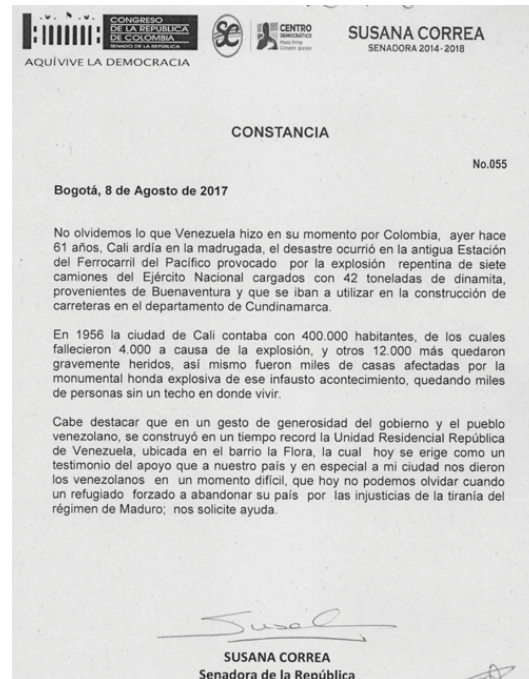 CONGRESO
DE LA REPÚBLICA
DE COLOMBIA
SENADO DE LA REPÚBLICA
AQUÍ VIVE LA DEMOCRACIA
SC
CENTRO
DEMOCRÁTICO
Mano firme
Corazón grande
SUSANA CORREA
SENADORA 2014-2018
CONSTANCIA
No.055
Bogotá, 8 de Agosto de 2017
No olvidemos lo que Venezuela hizo en su momento por Colombia, ayer hace
61 años, Cali ardía en la madrugada, el desastre ocurrió en la antigua Estación
del Ferrocarril del Pacífico provocado por la explosión repentina de siete
camiones del Ejército Nacional cargados con 42 toneladas de dinamita,
provenientes de Buenaventura y que se iban a utilizar en la construcción de
carreteras en el departamento de Cundinamarca.
En 1956 la ciudad de Cali contaba con 400.000 habitantes, de los cuales
fallecieron 4.000 a causa de la explosión, y otros 12.000 más quedaron
gravemente heridos, así mismo fueron miles de casas afectadas por la
monumental honda explosiva de ese infausto acontecimiento, quedando miles
de personas sin un techo en donde vivir.
Cabe destacar que en un gesto de generosidad del gobierno y el pueblo
venezolano, se construyó en un tiempo record la Unidad Residencial República
de Venezuela, ubicada en el barrio la Flora, la cual hoy se erige como un
testimonio del apoyo que a nuestro país y en especial a mi ciudad nos dieron
los venezolanos en un momento difícil, que hoy no podemos olvidar cuando
un refugiado forzado a abandonar su país por las injusticias de la tiranía del
régimen de Maduro; nos solicite ayuda.
SUSANA CORREA
Senadora de la República